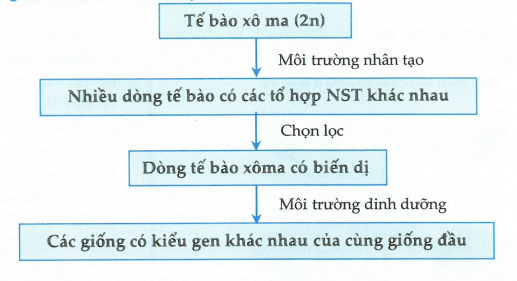 Tế bào xô ma (2n)
Môi trường nhân tạo
Nhiều dòng tế bào có các tổ hợp NST khác nhau
Chọn lọc
Dòng tế bào xôma có biến dị
Môi trường dinh dưỡng
Các giống có kiểu gen khác nhau của cùng giống đầu